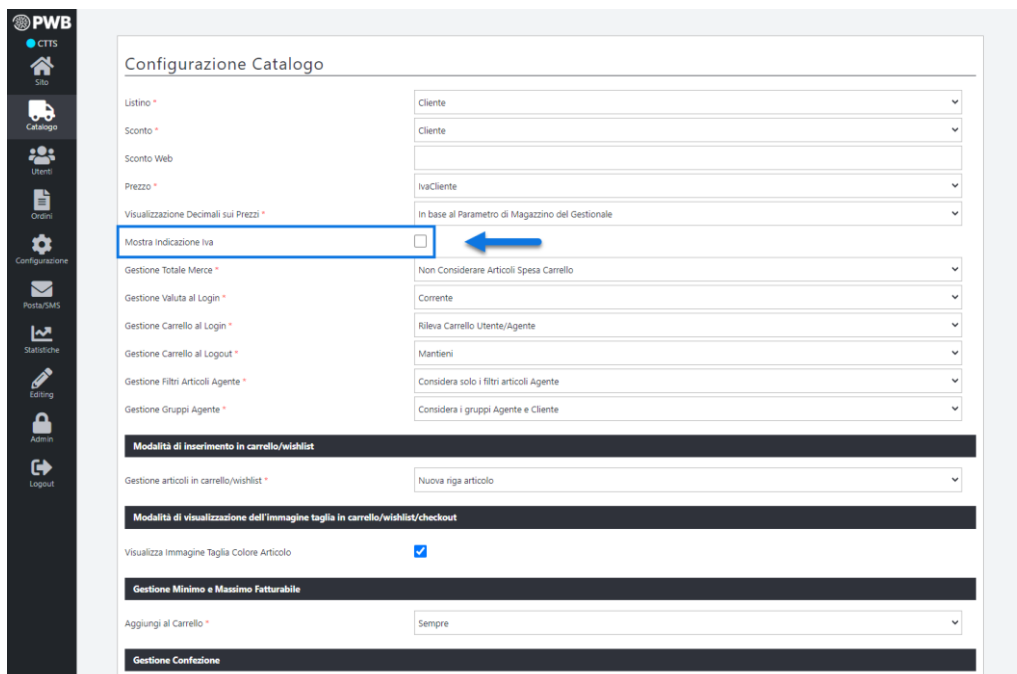 PWB
CTTS
Sito
Catalogo
Utenti
Ordini
Configurazione
Posta/SMS
Statistiche
Editing
Admin
Logout
Configurazione Catalogo
Listino * Cliente
Sconto * Cliente
Sconto Web
Prezzo * IvaCliente
Visualizzazione Decimali sui Prezzi * In base al Parametro di Magazzino del Gestionale
Mostra Indicazione Iva
Gestione Totale Merce * Non Considerare Articoli Spesa Carrello
Gestione Valuta al Login * Corrente
Gestione Carrello al Login * Rileva Carrello Utente/Agente
Gestione Carrello al Logout * Mantieni
Gestione Filtri Articoli Agente * Considera solo i filtri articoli Agente
Gestione Gruppi Agente * Considera i gruppi Agente e Cliente
Modalità di inserimento in carrello/wishlist
Gestione articoli in carrello/wishlist * Nuova riga articolo
Modalità di visualizzazione dell'immagine taglia in carrello/wishlist/checkout
Visualizza Immagine Taglia Colore Articolo
Gestione Minimo e Massimo Fatturabile
Aggiungi al Carrello * Sempre
Gestione Confezione